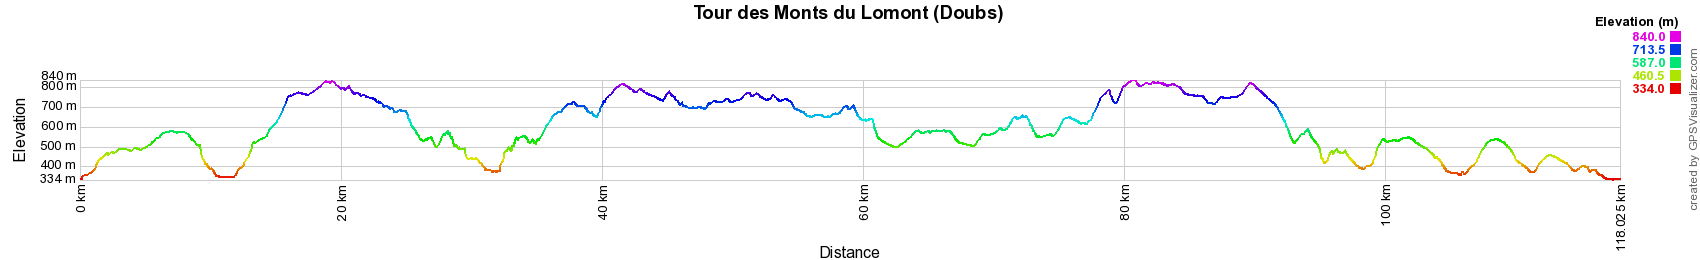 Tour des Monts du Lomont (Doubs)
Elevation (m)
840.0
713.5
587.0
460.5
334.0
840 m
800 m
700 m
600 m
500 m
400 m
334 m
Elevation
0 km
20 km
40 km
60 km
80 km
100 km
118.025 km
Distance
created by GPSVisualizer.com